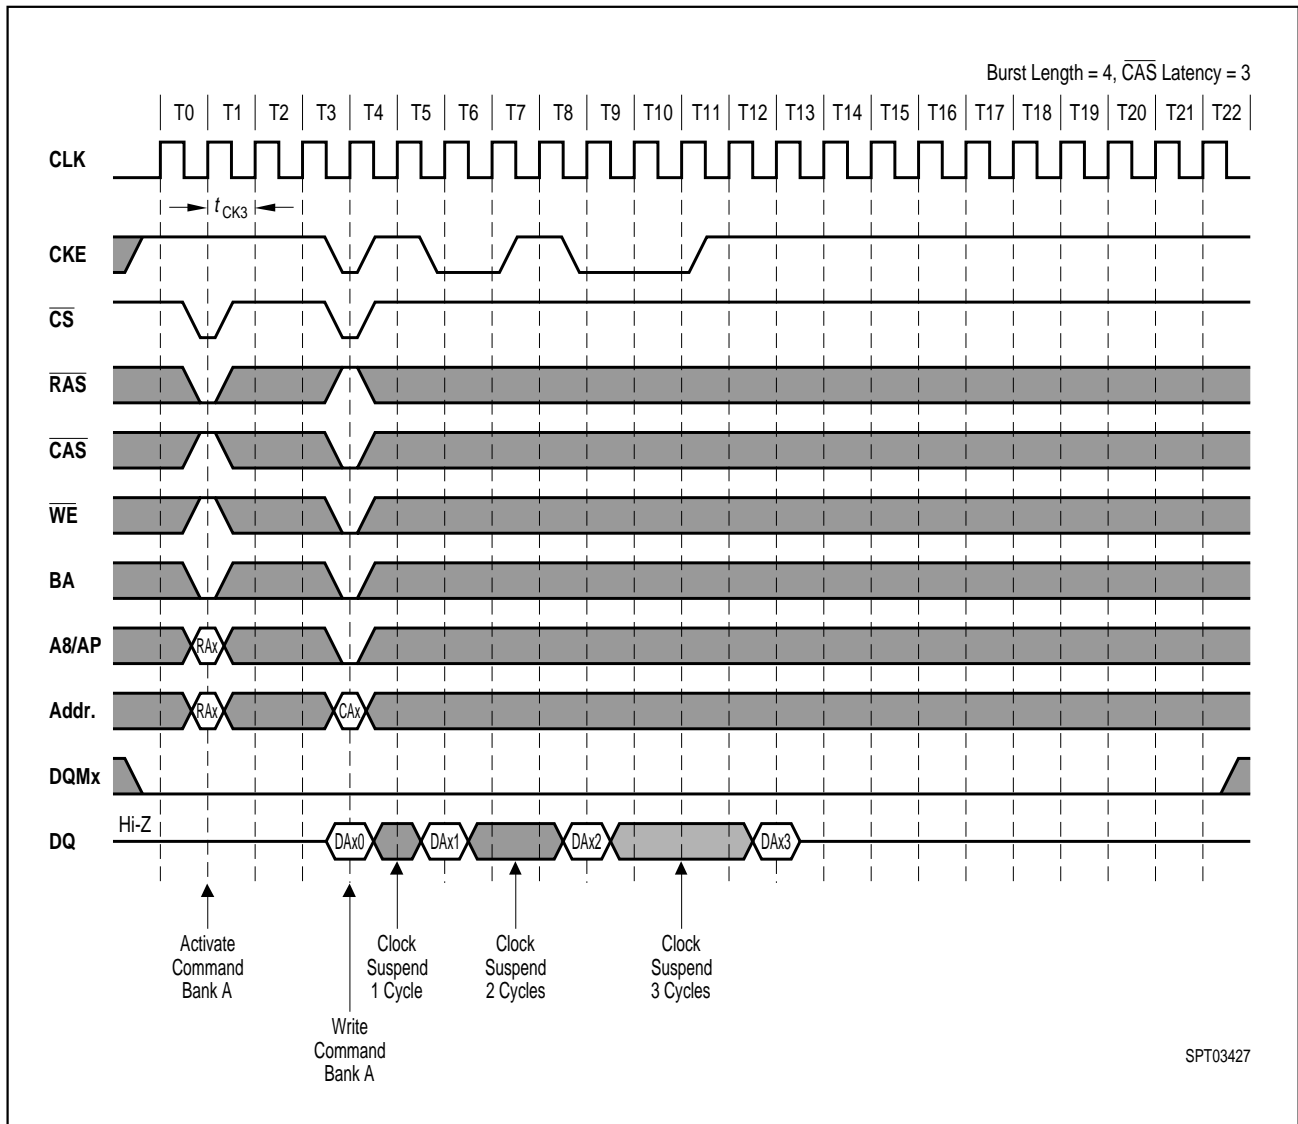 Burst Length = 4, CAS Latency = 3
T0 T1 T2 T3 T4 T5 T6 T7 T8 T9 T10 T11 T12 T13 T14 T15 T16 T17 T18 T19 T20 T21 T22
CLK
t CK3
CKE
CS
RAS
CAS
WE
BA
A8/AP
RAx
Addr.
RAx CAx
DQMx
Hi-Z
DQ
DAx0 DAx1 DAx2 DAx3
Activate
Command
Bank A
Write
Command
Bank A
Clock
Suspend
1 Cycle
Clock
Suspend
2 Cycles
Clock
Suspend
3 Cycles
SPT03427